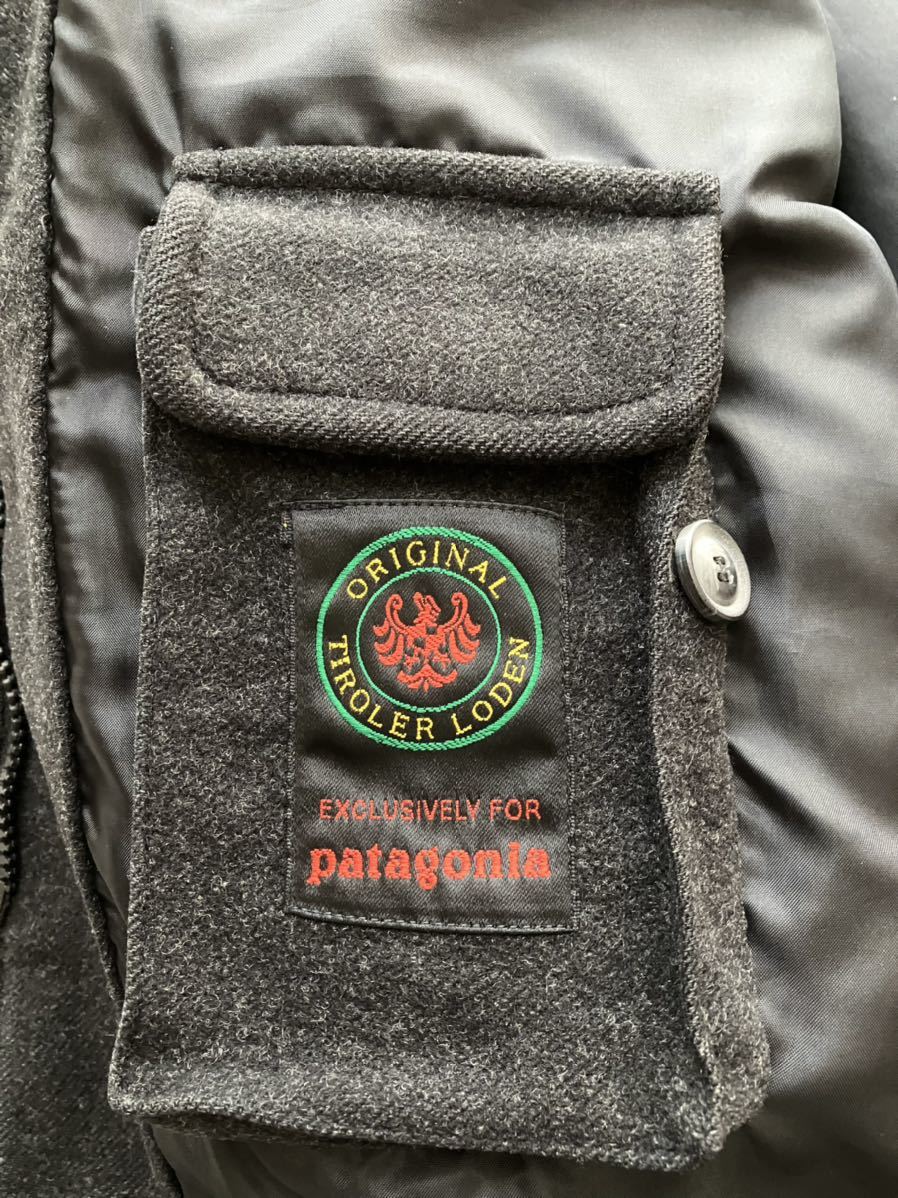 ORIGINAL
TIROLER LODEN
EXCLUSIVELY FOR
patagonia